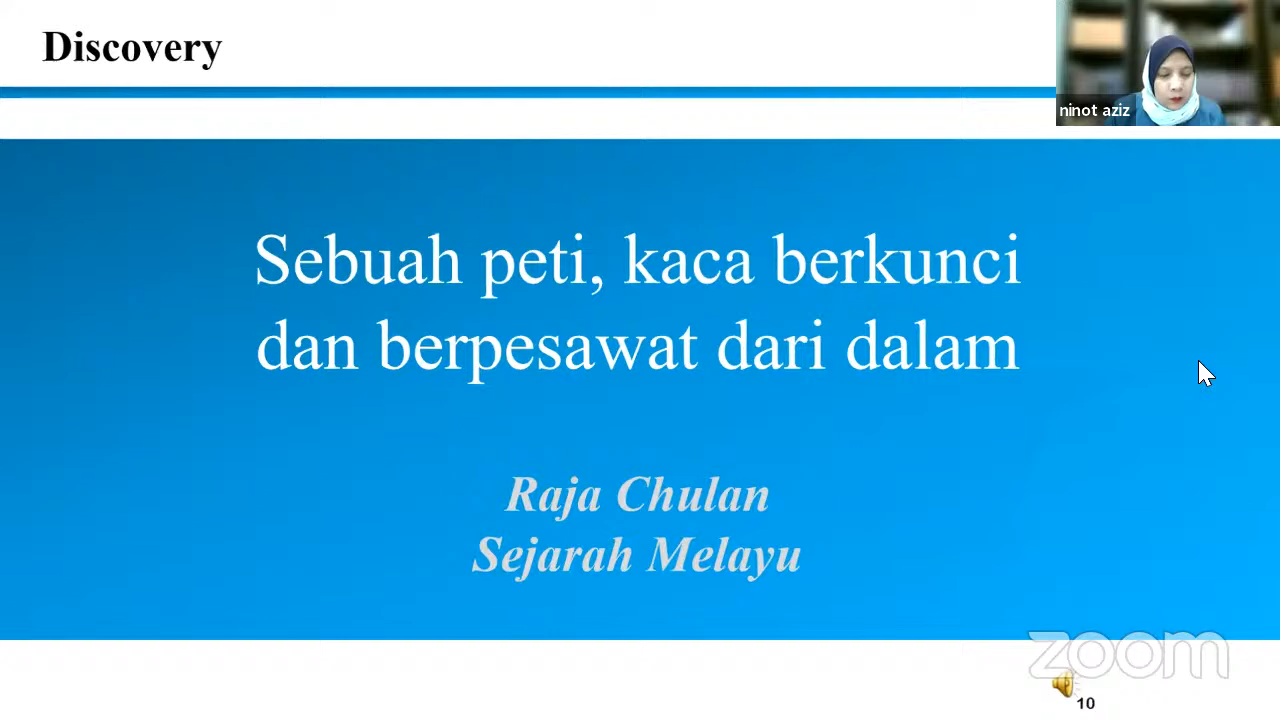 Discovery
ninot aziz
Sebuah peti, kaca berkunci
dan berpesawat dari dalam
Raja Chulan
Sejarah Melayu
zoom
10